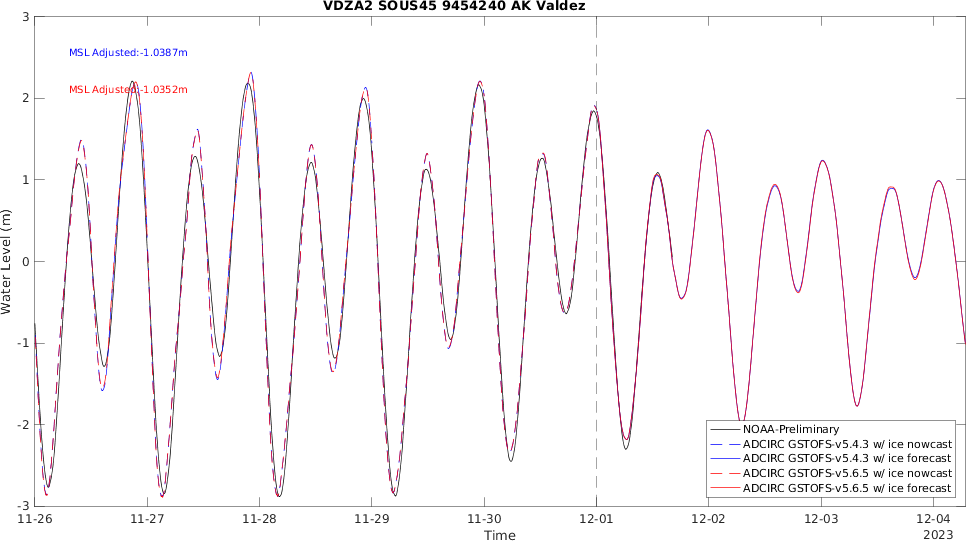 VDZA2 SOUS45 9454240 AK Valdez
3
2
1
0
-1
-2
-3
Water Level (m)
MSL Adjusted:-1.0387m
MSL Adjusted:-1.0352m
NOAA-Preliminary
ADCIRC GSTOFS-v5.4.3 w/ ice nowcast
ADCIRC GSTOFS-v5.4.3 w/ ice forecast
ADCIRC GSTOFS-v5.6.5 w/ ice nowcast
ADCIRC GSTOFS-v5.6.5 w/ ice forecast
11-26 11-27 11-28 11-29 11-30 12-01 12-02 12-03 12-04
Time
2023